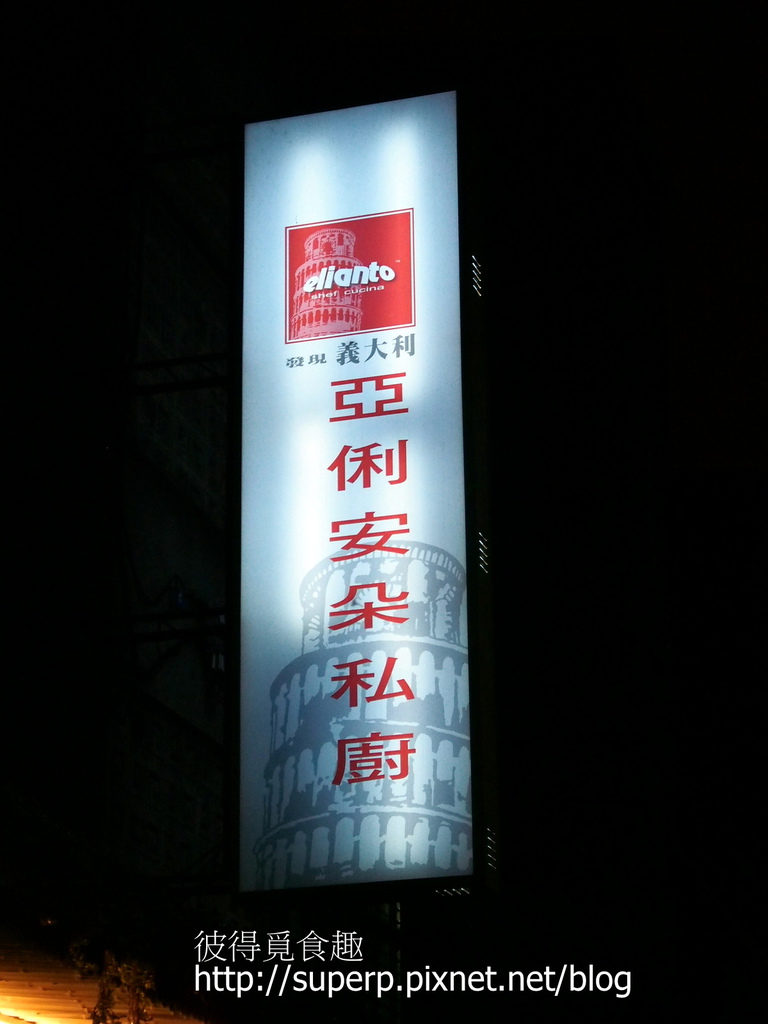 elianto
shef cucina
發現 義大利
亞俐安朵私廚
彼得覓食趣
http://superp.pixnet.net/blog